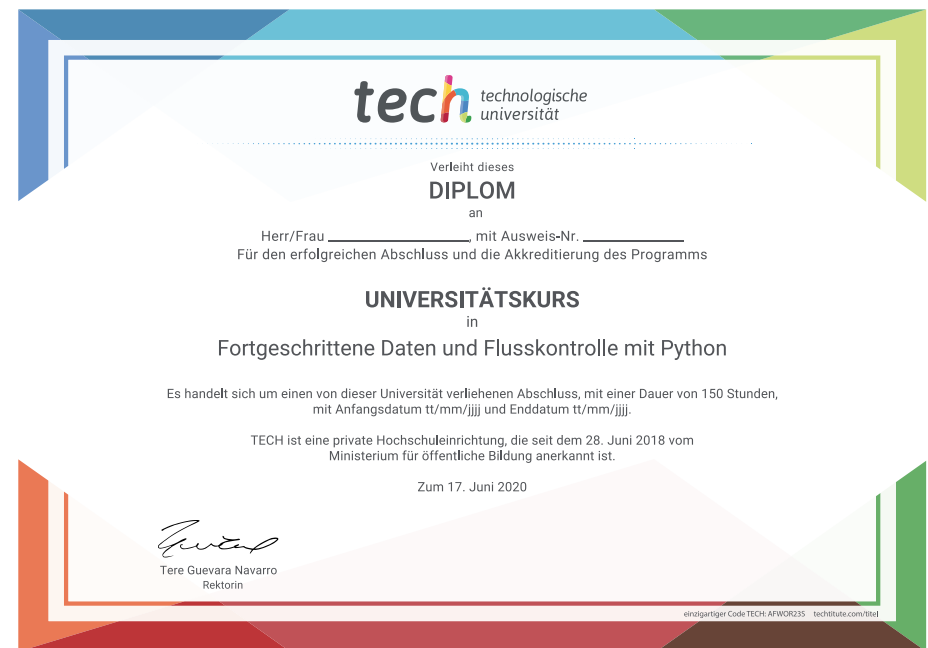 tech technologische
universität
Verleiht dieses
DIPLOM
an
Herr/Frau ____________________, mit Ausweis-Nr. ______________
Für den erfolgreichen Abschluss und die Akkreditierung des Programms
UNIVERSITÄTSKURS
in
Fortgeschrittene Daten und Flusskontrolle mit Python
Es handelt sich um einen von dieser Universität verliehenen Abschluss, mit einer Dauer von 150 Stunden,
mit Anfangsdatum tt/mm/jjjj und Enddatum tt/mm/jjjj.
TECH ist eine private Hochschuleinrichtung, die seit dem 28. Juni 2018 vom
Ministerium für öffentliche Bildung anerkannt ist.
Zum 17. Juni 2020
Tere Guevara Navarro
Rektorin
einzigartiger Code TECH: AFWOR23S techtitute.com/titel